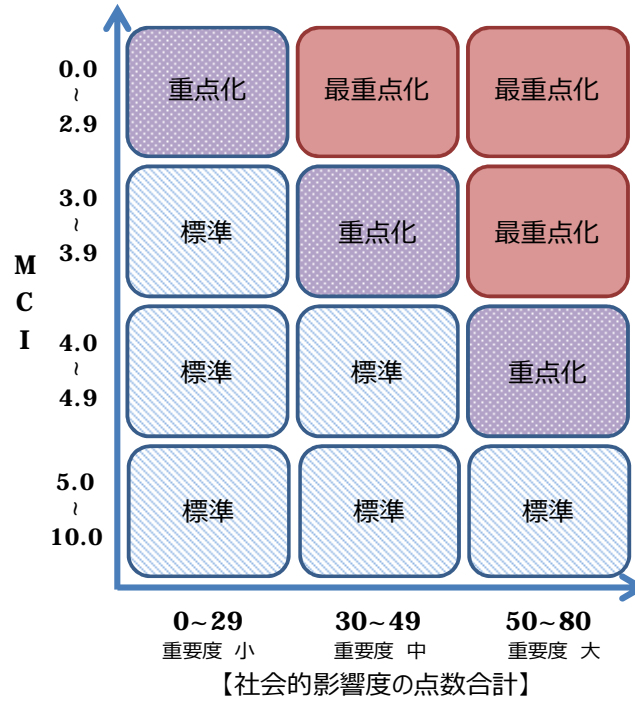 0.0
~
2.9
重点化
最重点化
最重点化
3.0
~
3.9
標準
重点化
最重点化
M
C
I
4.0
~
4.9
標準
標準
重点化
5.0
~
10.0
標準
標準
標準
0~29
30~49
50~80
重要度 小
重要度 中
重要度 大
【社会的影響度の点数合計】